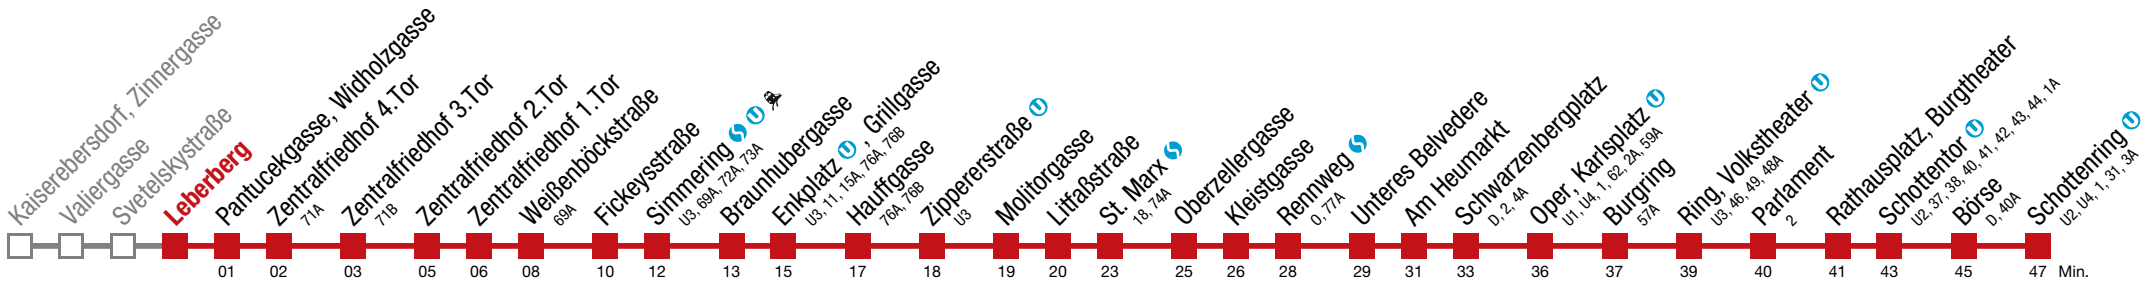 Kaiserebersdorf, Zinnergasse
Valiergasse
Svetelskystraße
Leberberg
Pantucekgasse, Widholzgasse
01
Zentralfriedhof 4.Tor
71A
02
Zentralfriedhof 3.Tor
71B
03
Zentralfriedhof 2.Tor
05
Zentralfriedhof 1.Tor
06
Weißenböckstraße
69A
08
Fickeysstraße
10
Simmering
U3, 69A, 72A, 73A
12
Braunhubergasse
13
Enkplatz U, Grillgasse
U3, 11, 15A, 76A, 76B
15
Hauffgasse
76A, 76B
17
Zippererstraße U
U3
18
Molitorgasse
19
Litfaßstraße
20
St. Marx
18, 74A
23
Oberzellergasse
25
Kleistgasse
26
Rennweg
O, 77A
28
Unteres Belvedere
29
Am Heumarkt
31
Schwarzenbergplatz
D, 2, 4A
33
Oper, Karlsplatz U
U1, U4, 1, 62, 2A, 59A
36
Burgring
57A
37
Ring, Volkstheater U
U3, 46, 49, 48A
39
Parlament
2
40
Rathausplatz, Burgtheater
41
Schottentor U
U2, 37, 38, 40, 41, 42, 43, 44, 1A
43
Börse
D, 40A
45
Schottenring U
U2, U4, 1, 31, 3A
47 Min.